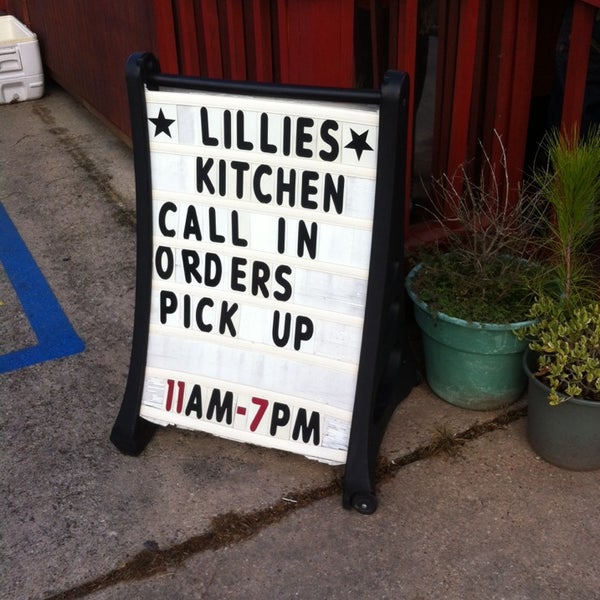 LILLIES
KITCHEN
CALL IN
ORDERS
PICK UP
11AM-7PM